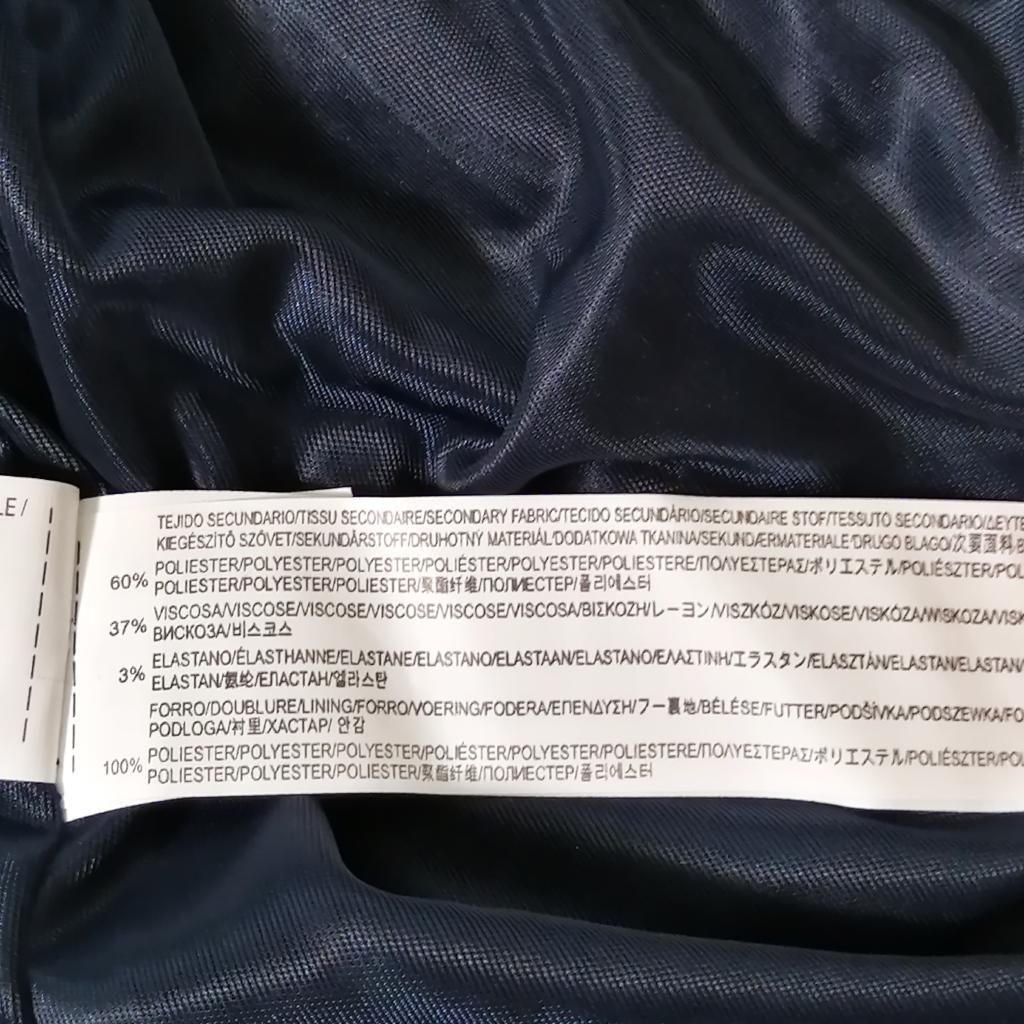 LE/
TEJIDO SECUNDARIO/TISSU SECONDAIRE/SECONDARY FABRIC/TECIDO SECUNDÁRIO/SECUNDAIRE STOF/TESSUTO SECONDARIO/ΔΕΥΤΕ
KIEGÉSZÍTŐ SZÖVET/SEKUNDÄRSTOFF/DRUHOTNÝ MATERIÁL/DODATKOWA TKANINA/SEKUNDÆRMATERIALE/DRUGO BLAGO/次要面料/
60% POLIESTER/POLYESTER/POLYESTER/POLIÉSTER/POLYESTER/POLIESTERE/ΠΟΛΥΕΣΤΕΡΑΣ/ポリエステル/POLIÉSZTER/POL
POLIESTER/POLYESTER/POLIESTER/聚酯纤维/ПОЛИЕСТЕР/폴리에스터
37% VISCOSA/VISCOSE/VISCOSE/VISCOSE/VISCOSE/VISCOSA/ΒΙΣΚΟΖΗ/レーヨン/VISZKÓZ/VISKOSE/VISKÓZA/WISKOZA/VISK
ВИСКОЗА/비스코스
3% ELASTANO/ÉLASTHANNE/ELASTANE/ELASTANO/ELASTAAN/ELASTANO/ΕΛΑΣΤΙΝΗ/エラスタン/ELASZTÁN/ELASTAN/ELASTAN/
ELASTAN/氨纶/ЕЛАСТАН/엘라스탄
FORRO/DOUBLURE/LINING/FORRO/VOERING/FODERA/ΕΠΕΝΔΥΣΗ/フー裏地/BÉLÉSE/FUTTER/PODŠÍVKA/PODSZEWKA/FO
PODLOGA/衬里/ХАСТАР/ 안감
100% POLIESTER/POLYESTER/POLYESTER/POLIÉSTER/POLYESTER/POLIESTERE/ΠΟΛΥΕΣΤΕΡΑΣ/ポリエステル/POLIÉSZTER/POL
POLIESTER/POLYESTER/POLIESTER/聚酯纤维/ПОЛИЕСТЕР/폴리에스터